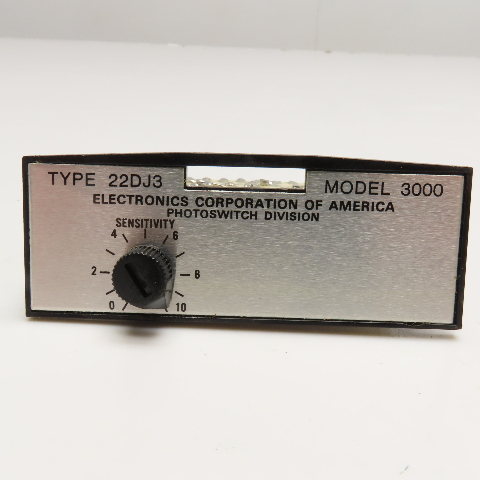 TYPE 22DJ3 MODEL 3000
ELECTRONICS CORPORATION OF AMERICA
PHOTOSWITCH DIVISION
SENSITIVITY
4 6
2 8
0 10